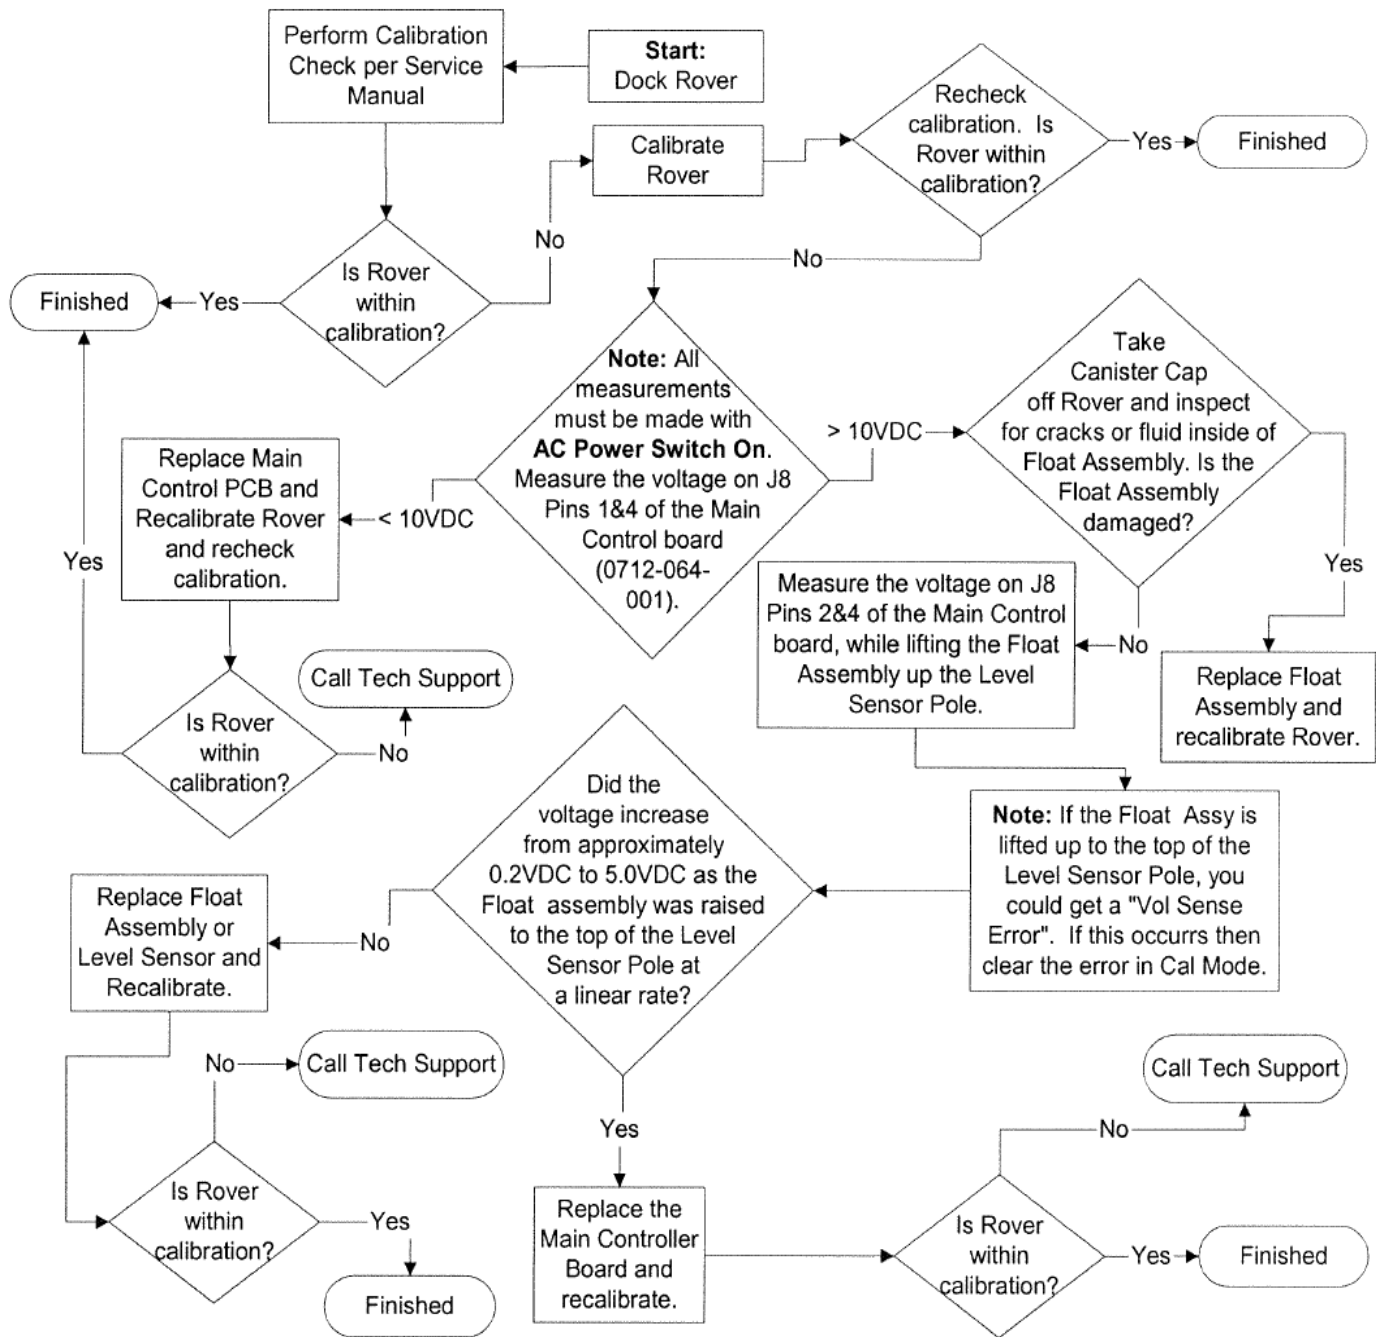 Start:
Dock Rover
Perform Calibration
Check per Service
Manual
Is Rover
within
calibration?
Yes
Finished
No
Calibrate
Rover
Recheck
calibration. Is
Rover within
calibration?
Yes
Finished
No
Note: All
measurements
must be made with
AC Power Switch On.
Measure the voltage on J8
Pins 1&4 of the Main
Control board
(0712-064-
001).
< 10VDC
Replace Main
Control PCB and
Recalibrate Rover
and recheck
calibration.
Is Rover
within
calibration?
Yes
No
Call Tech Support
> 10VDC
Take
Canister Cap
off Rover and inspect
for cracks or fluid inside of
Float Assembly. Is the
Float Assembly
damaged?
Yes
Replace Float
Assembly and
recalibrate Rover.
No
Measure the voltage on J8
Pins 2&4 of the Main Control
board, while lifting the Float
Assembly up the Level
Sensor Pole.
Note: If the Float Assy is
lifted up to the top of the
Level Sensor Pole, you
could get a "Vol Sense
Error". If this occurrs then
clear the error in Cal Mode.
Did the
voltage increase
from approximately
0.2VDC to 5.0VDC as the
Float assembly was raised
to the top of the Level
Sensor Pole at
a linear rate?
No
Replace Float
Assembly or
Level Sensor and
Recalibrate.
Is Rover
within
calibration?
No
Call Tech Support
Yes
Finished
Yes
Replace the
Main Controller
Board and
recalibrate.
Is Rover
within
calibration?
No
Call Tech Support
Yes
Finished